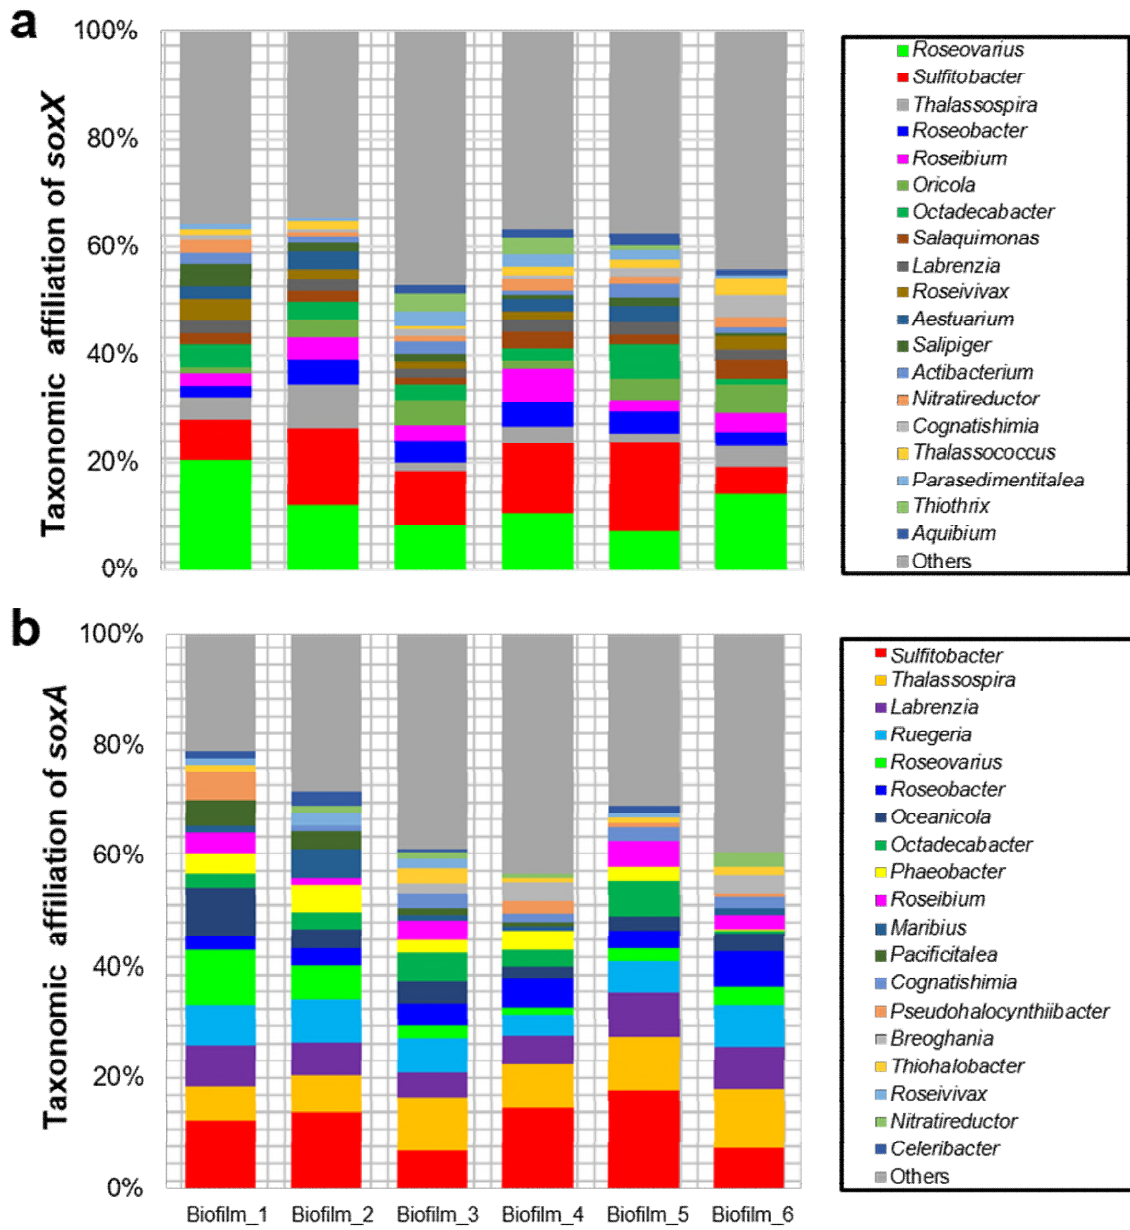 a
100%
80%
60%
40%
20%
0%
Taxonomic affiliation of soxX
Roseovarius
Sulfitobacter
Thalassospira
Roseobacter
Roseibium
Oricola
Octadecabacter
Salaquimonas
Labrenzia
Roseivivax
Aestuarium
Salipiger
Actibacterium
Nitratireductor
Cognatishimia
Thalassococcus
Parasedimentitalea
Thiothrix
Aquibium
Others
b
100%
80%
60%
40%
20%
0%
Taxonomic affiliation of soxA
Biofilm_1 Biofilm_2 Biofilm_3 Biofilm_4 Biofilm_5 Biofilm_6
Sulfitobacter
Thalassospira
Labrenzia
Ruegeria
Roseovarius
Roseobacter
Oceanicola
Octadecabacter
Phaeobacter
Roseibium
Maribius
Pacificitalea
Cognatishimia
Pseudohalocynthiibacter
Breoghania
Thiohalobacter
Roseivivax
Nitratireductor
Celeribacter
Others